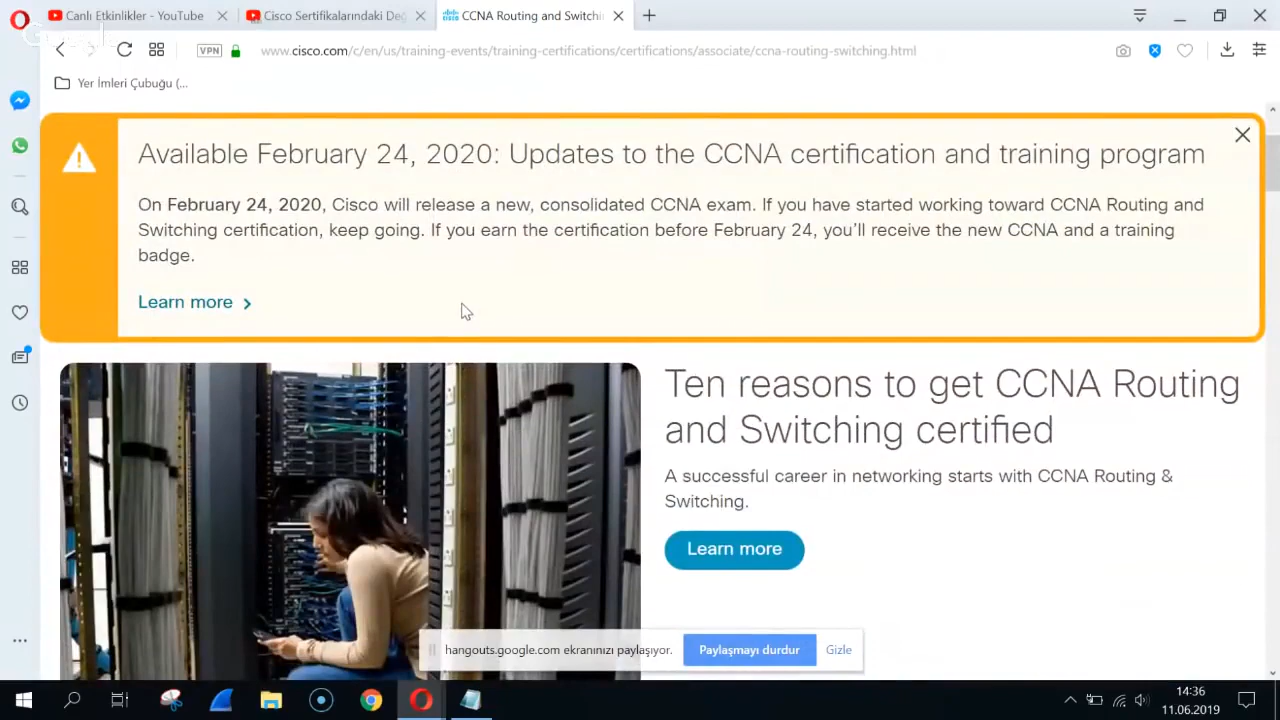 Canlı Etkinlikler - YouTube
Cisco Sertifikalarındaki Değ
CCNA Routing and Switchi
VPN
www.cisco.com/c/en/us/training-events/training-certifications/certifications/associate/ccna-routing-switching.html
Yer İmleri Çubuğu (...
Available February 24, 2020: Updates to the CCNA certification and training program
On February 24, 2020, Cisco will release a new, consolidated CCNA exam. If you have started working toward CCNA Routing and
Switching certification, keep going. If you earn the certification before February 24, you’ll receive the new CCNA and a training
badge.
Learn more
Ten reasons to get CCNA Routing
and Switching certified
A successful career in networking starts with CCNA Routing &
Switching.
Learn more
hangouts.google.com ekranınızı paylaşıyor.
Paylaşmayı durdur
Gizle
14:36
11.06.2019